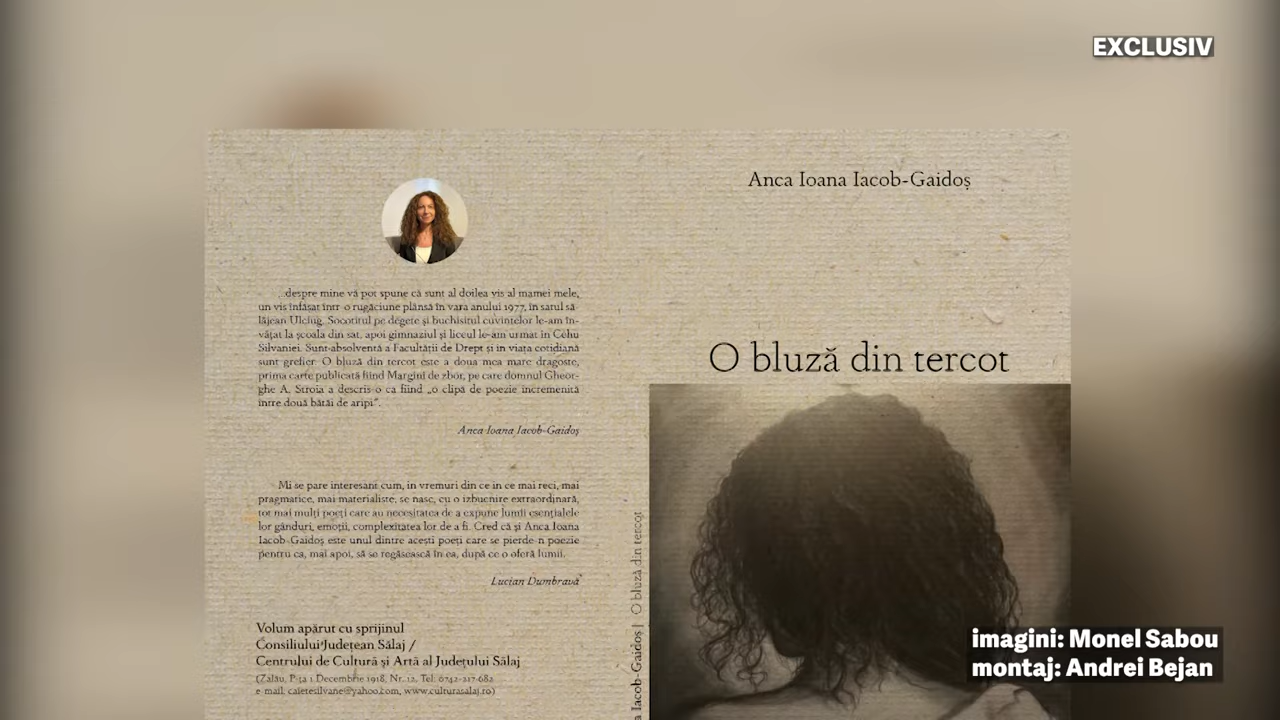 EXCLUSIV
Anca Ioana Iacob-Gaidoș
O bluză din tercot
...despre mine vă pot spune că sunt al doilea vis al mamei mele,
un vis înfășat într-o rugăciune plânsă în vara anului 1977, în satul să-
lăjean Ulciug. Socotitul pe degete și buchisitul cuvintelor le-am în-
vățat la școala din sat, apoi gimnaziul și liceul le-am urmat în Cehu
Silvaniei. Sunt absolventă a Facultății de Drept și în viața cotidiană
sunt grefier. O bluză din tercot este a doua mea mare dragoste,
prima carte publicată fiind Margini de zbor, pe care domnul Gheor-
ghe A. Stroia a descris-o ca fiind „o clipă de poezie încremenită
între două bătăi de aripi”.
Anca Ioana Iacob-Gaidoș
Mi se pare interesant cum, în vremuri din ce în ce mai reci, mai
pragmatice, mai materialiste, se nasc, cu o izbucnire extraordinară,
tot mai mulți poeți care au necesitatea de a expune lumii esențialele
lor gânduri, emoții, complexitatea lor de a fi. Cred că și Anca Ioana
Iacob-Gaidoș este unul dintre acești poeți care se pierde-n poezie
pentru ca, mai apoi, să se regăsească în ea, după ce o oferă lumii.
Lucian Dumbravă
Volum apărut cu sprijinul
Consiliului Județean Sălaj /
Centrului de Cultură și Artă al Județului Sălaj
(Zalău, P-ța 1 Decembrie 1918, Nr. 12, Tel: 0742-217-682
e-mail: caietesilvane@yahoo.com, www.culturasalaj.ro)
a Iacob-Gaidoș | O bluză din tercot
imagini: Monel Sabou
montaj: Andrei Bejan